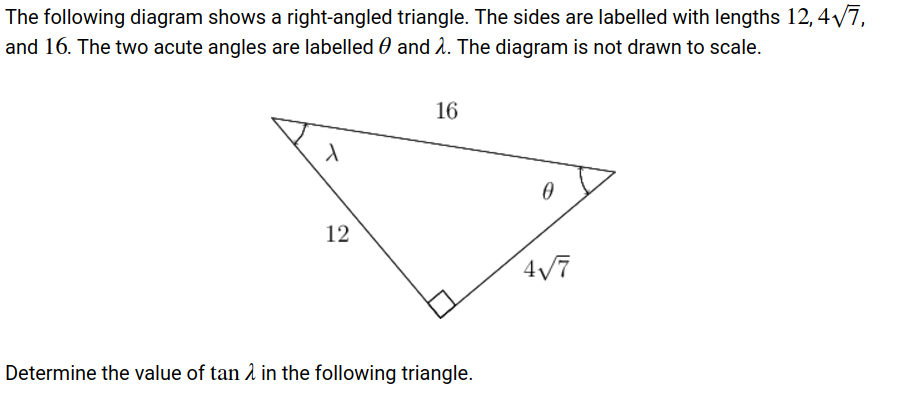 The following diagram shows a right-angled triangle. The sides are labelled with lengths 12, 4√7,
and 16. The two acute angles are labelled θ and λ. The diagram is not drawn to scale.
16
λ
θ
12
4√7
Determine the value of tan λ in the following triangle.